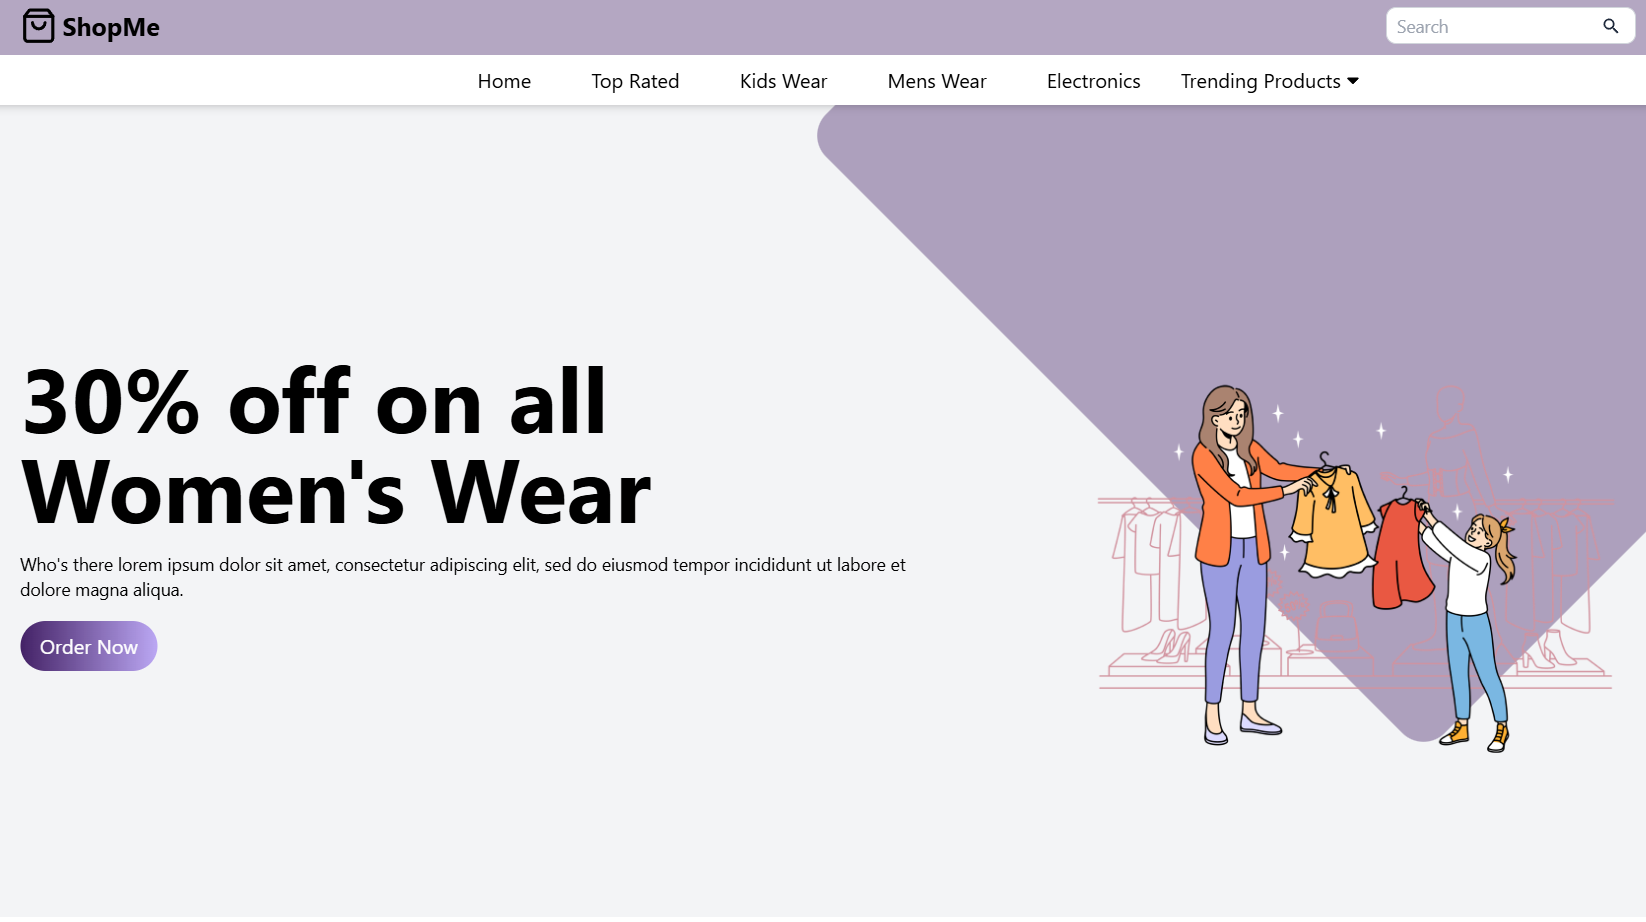 ShopMe
Search
Home Top Rated Kids Wear Mens Wear Electronics Trending Products
30% off on all
Women's Wear
Who's there lorem ipsum dolor sit amet, consectetur adipiscing elit, sed do eiusmod tempor incididunt ut labore et
dolore magna aliqua.
Order Now